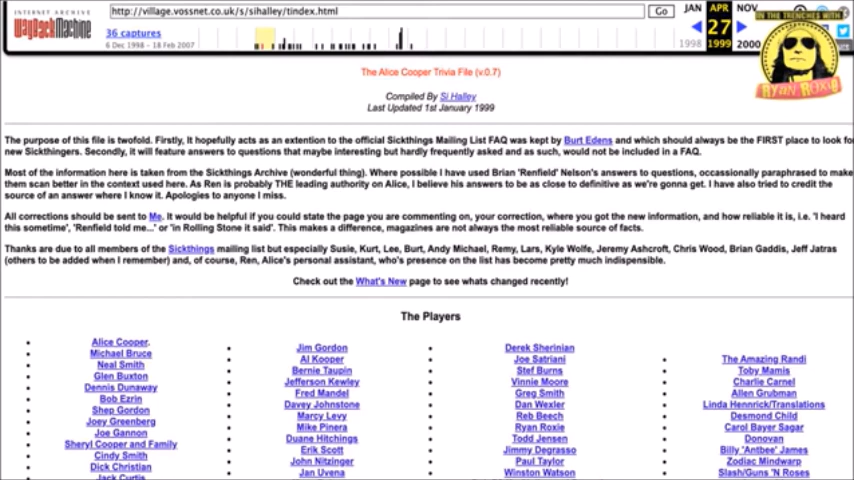 INTERNET ARCHIVE
WayBackMachine
http://village.vossnet.co.uk/s/sihalley/tindex.html
Go
JAN APR NOV
36 captures
27
6 Dec 1998 – 18 Feb 2007
1998 1999 2000
IN THE TRENCHES WITH
RYAN ROXIE
The Alice Cooper Trivia File (v.0.7)
Compiled By Si Halley
Last Updated 1st January 1999
The purpose of this file is twofold. Firstly, It hopefully acts as an extention to the official Sickthings Mailing List FAQ was kept by Burt Edens and which should always be the FIRST place to look for
new Sickthingers. Secondly, it will feature answers to questions that maybe interesting but hardly frequently asked and as such, would not be included in a FAQ.
Most of the information here is taken from the Sickthings Archive (wonderful thing). Where possible I have used Brian 'Renfield' Nelson's answers to questions, occassionally paraphrased to make
them scan better in the context used here. As Ren is probably THE leading authority on Alice, I believe his answers to be as close to definitive as we're gonna get. I have also tried to credit the
source of an answer where I know it. Apologies to anyone I miss.
All corrections should be sent to Me. It would be helpful if you could state the page you are commenting on, your correction, where you got the new information, and how reliable it is, i.e. 'I heard
this sometime', 'Renfield told me...' or 'in Rolling Stone it said'. This makes a difference, magazines are not always the most reliable source of facts.
Thanks are due to all members of the Sickthings mailing list but especially Susie, Kurt, Lee, Burt, Andy Michael, Remy, Lars, Kyle Wolfe, Jeremy Ashcroft, Chris Wood, Brian Gaddis, Jeff Jatras
(others to be added when I remember) and, of course, Ren, Alice's personal assistant, who's presence on the list has become pretty much indispensible.
Check out the What's New page to see whats changed recently!
The Players
Alice Cooper.
Michael Bruce
Neal Smith
Glen Buxton
Dennis Dunaway
Bob Ezrin
Shep Gordon
Joey Greenberg
Joe Gannon
Sheryl Cooper and Family
Cindy Smith
Dick Christian
Jack Curtis
Jim Gordon
Al Kooper
Bernie Taupin
Jefferson Kewley
Fred Mandel
Davey Johnstone
Marcy Levy
Mike Pinera
Duane Hitchings
Erik Scott
John Nitzinger
Jan Uvena
Derek Sherinian
Joe Satriani
Stef Burns
Vinnie Moore
Greg Smith
Dan Wexler
Reb Beech
Ryan Roxie
Todd Jensen
Jimmy Degrasso
Paul Taylor
Winston Watson
The Amazing Randi
Toby Mamis
Charlie Carnel
Allen Grubman
Linda Hennrick/Translations
Desmond Child
Carol Bayer Sagar
Donovan
Billy 'Antbee' James
Zodiac Mindwarp
Slash/Guns 'N Roses